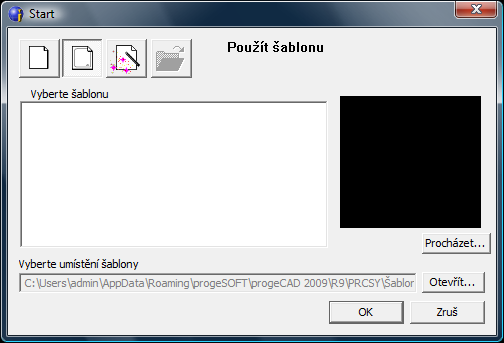 Start
Použít šablonu
Vyberte šablonu
Procházet...
Vyberte umístění šablony
C:\Users\admin\AppData\Roaming\progeSOFT\progeCAD 2009\R9\PRCSY\Šablor
Otevřít...
OK
Zruš